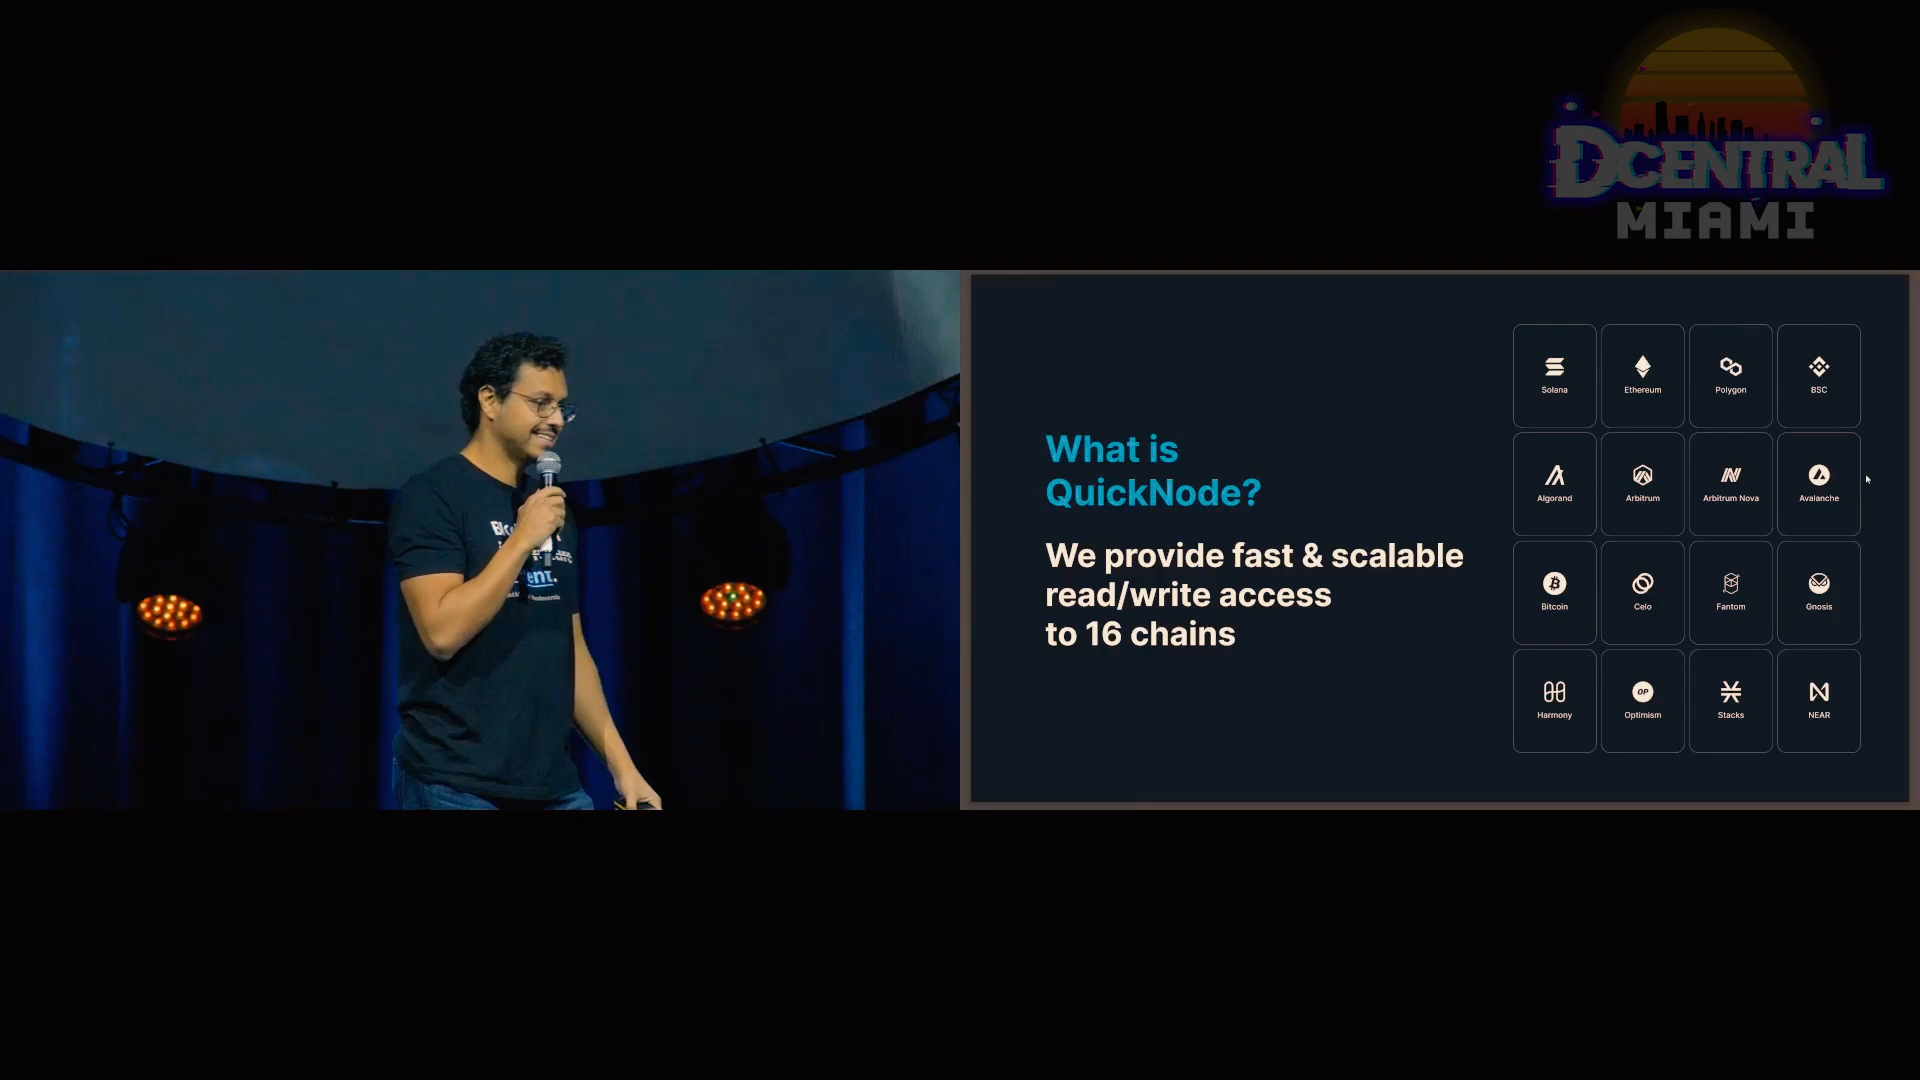 DCENTRAL
MIAMI
What is
QuickNode?
We provide fast & scalable
read/write access
to 16 chains
Solana
Ethereum
Polygon
BSC
Algorand
Arbitrum
Arbitrum Nova
Avalanche
Bitcoin
Celo
Fantom
Gnosis
Harmony
OP
Optimism
Stacks
NEAR